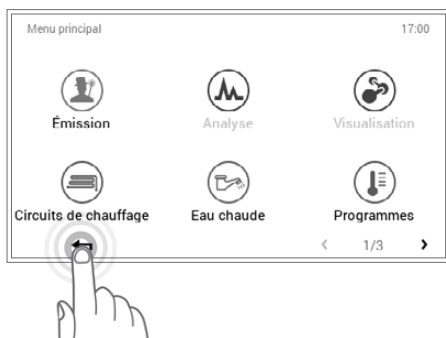 Menu principal 17:00
Émission Analyse Visualisation
Circuits de chauffage Eau chaude Programmes
1/3